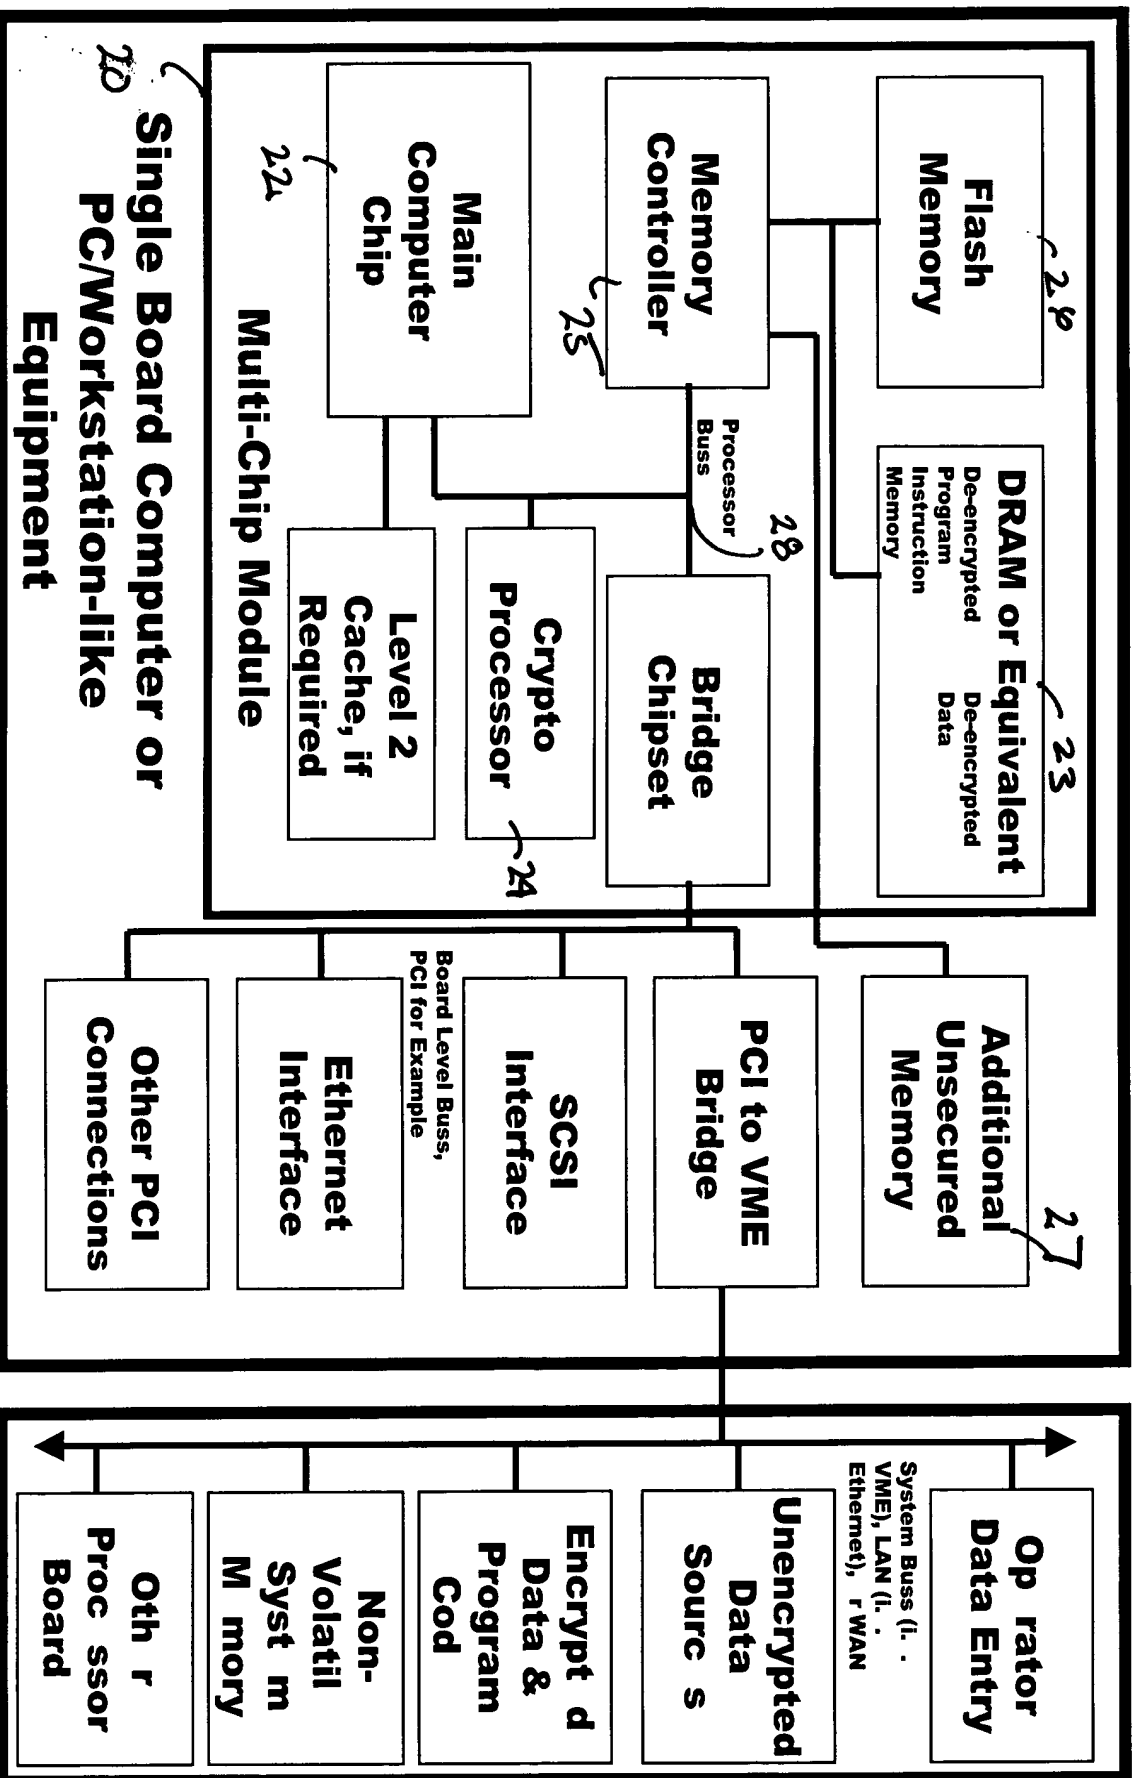 Flash
Memory
26
DRAM or Equivalent
De-encrypted
Program
Instruction
Memory
De-encrypted
Data
23
Additional
Unsecured
Memory
27
Op rator
Data Entry
Memory
Controller
25
Processor
Buss
28
Bridge
Chipset
PCI to VME
Bridge
System Buss (i. .
VME), LAN (i. .
Ethernet), r WAN
Unencrypted
Data
Sourc s
Main
Computer
Chip
22
Crypto
Processor
24
SCSI
Interface
Encrypt d
Data &
Program
Cod
Level 2
Cache, if
Required
Board Level Buss,
PCI for Example
Ethernet
Interface
Non-
Volatil
Syst m
M mory
Multi-Chip Module
Other PCI
Connections
Oth r
Proc ssor
Board
20
Single Board Computer or
PC/Workstation-like
Equipment